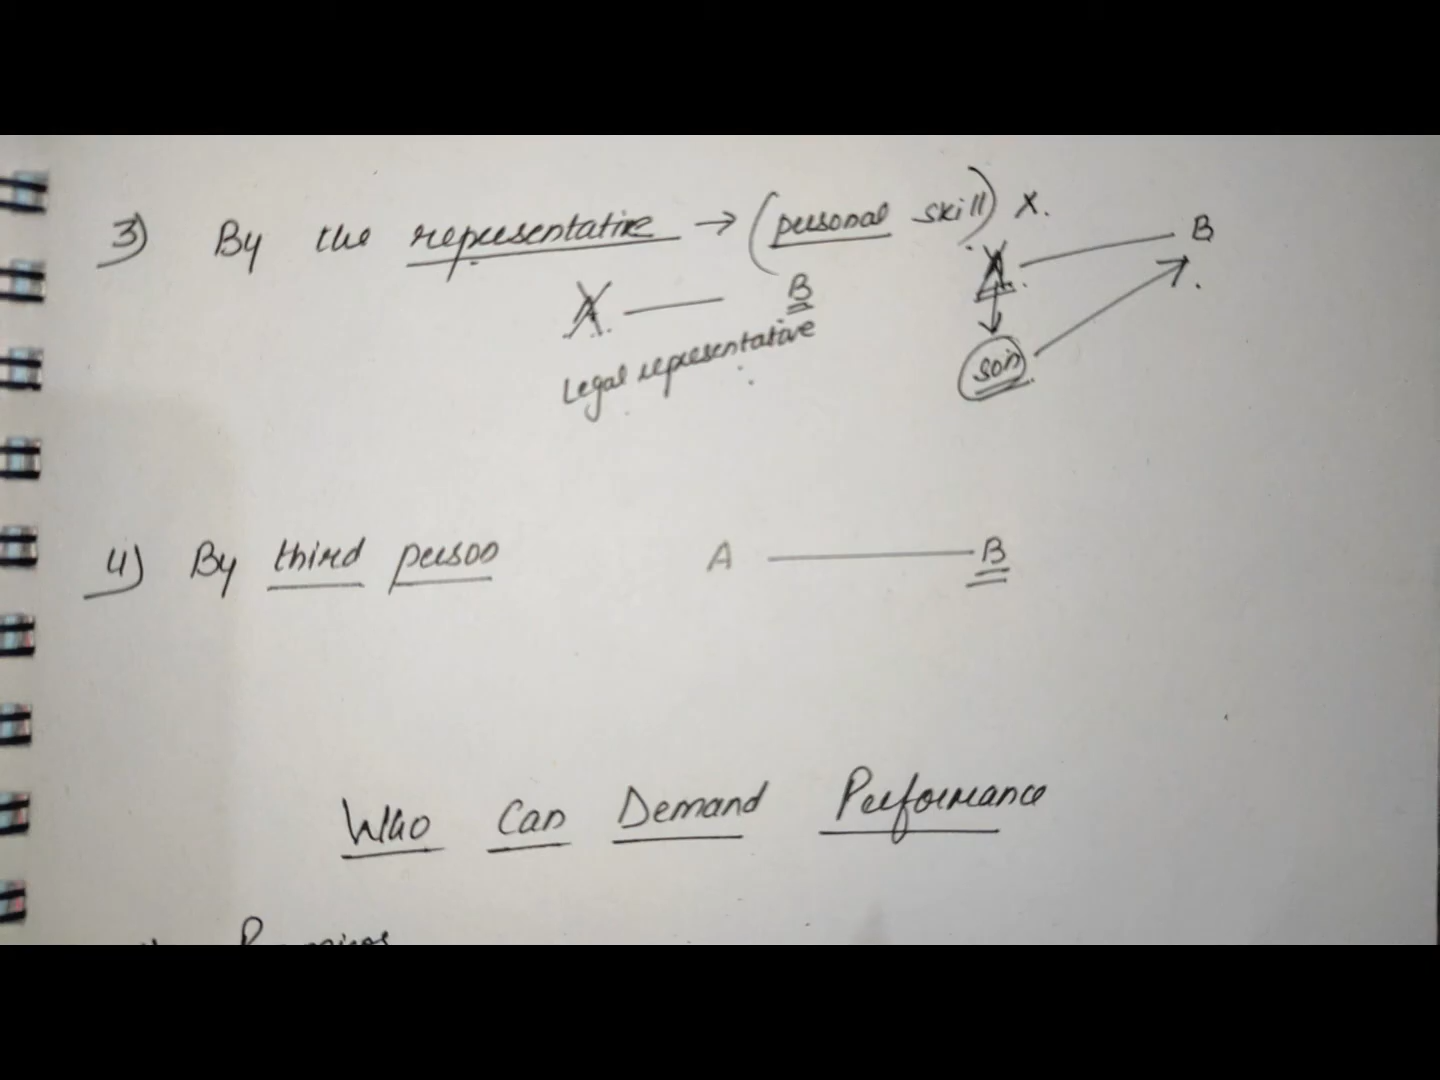 3) By the representative → (personal skill) x.
A — B
A — B
Legal representative
son
4) By third person A — B
Who Can Demand Performance